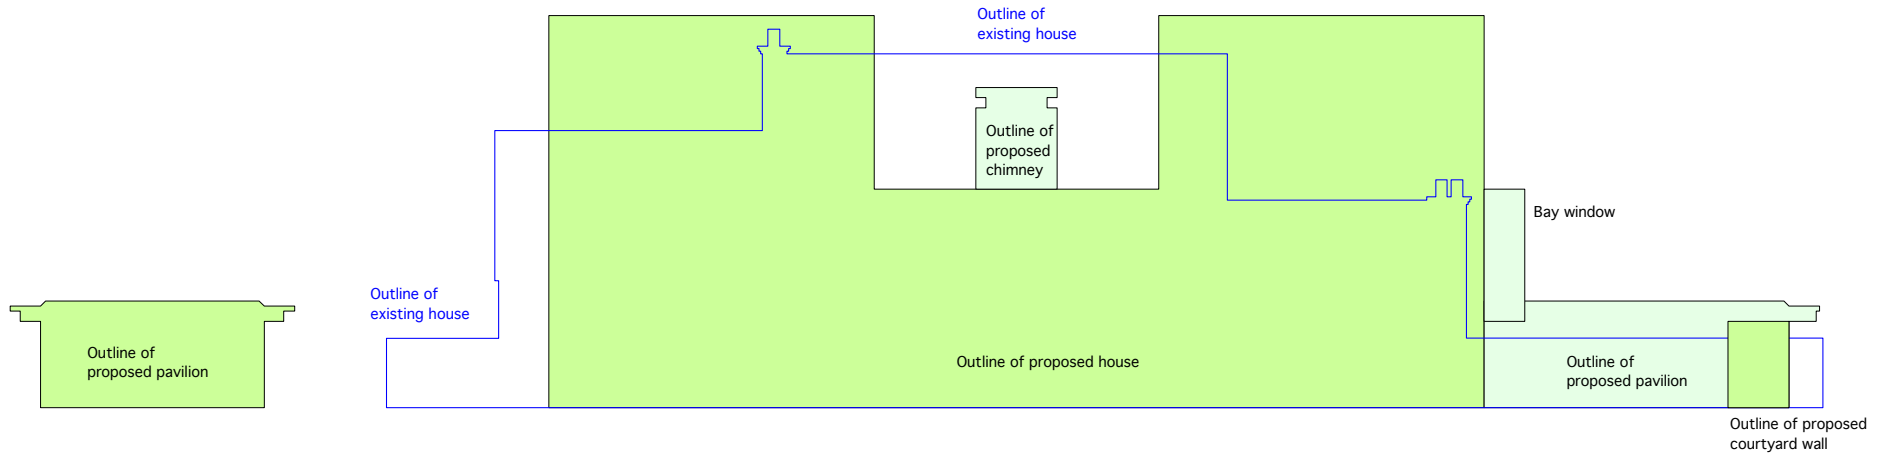 Outline of
existing house
Outline of
proposed
chimney
Bay window
Outline of
existing house
Outline of
proposed pavilion
Outline of proposed house
Outline of
proposed pavilion
Outline of proposed
courtyard wall